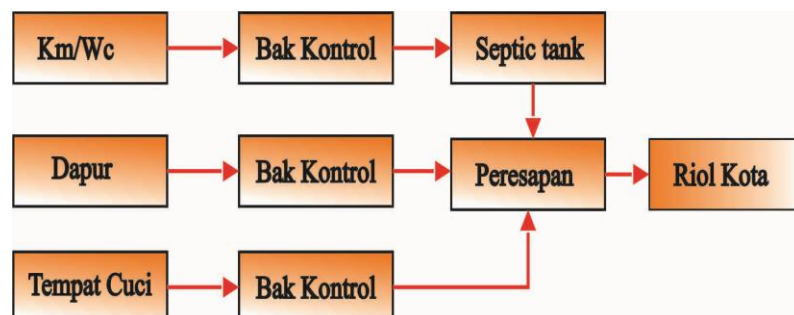 Km/Wc
Bak Kontrol
Septic tank
Dapur
Bak Kontrol
Peresapan
Riol Kota
Tempat Cuci
Bak Kontrol